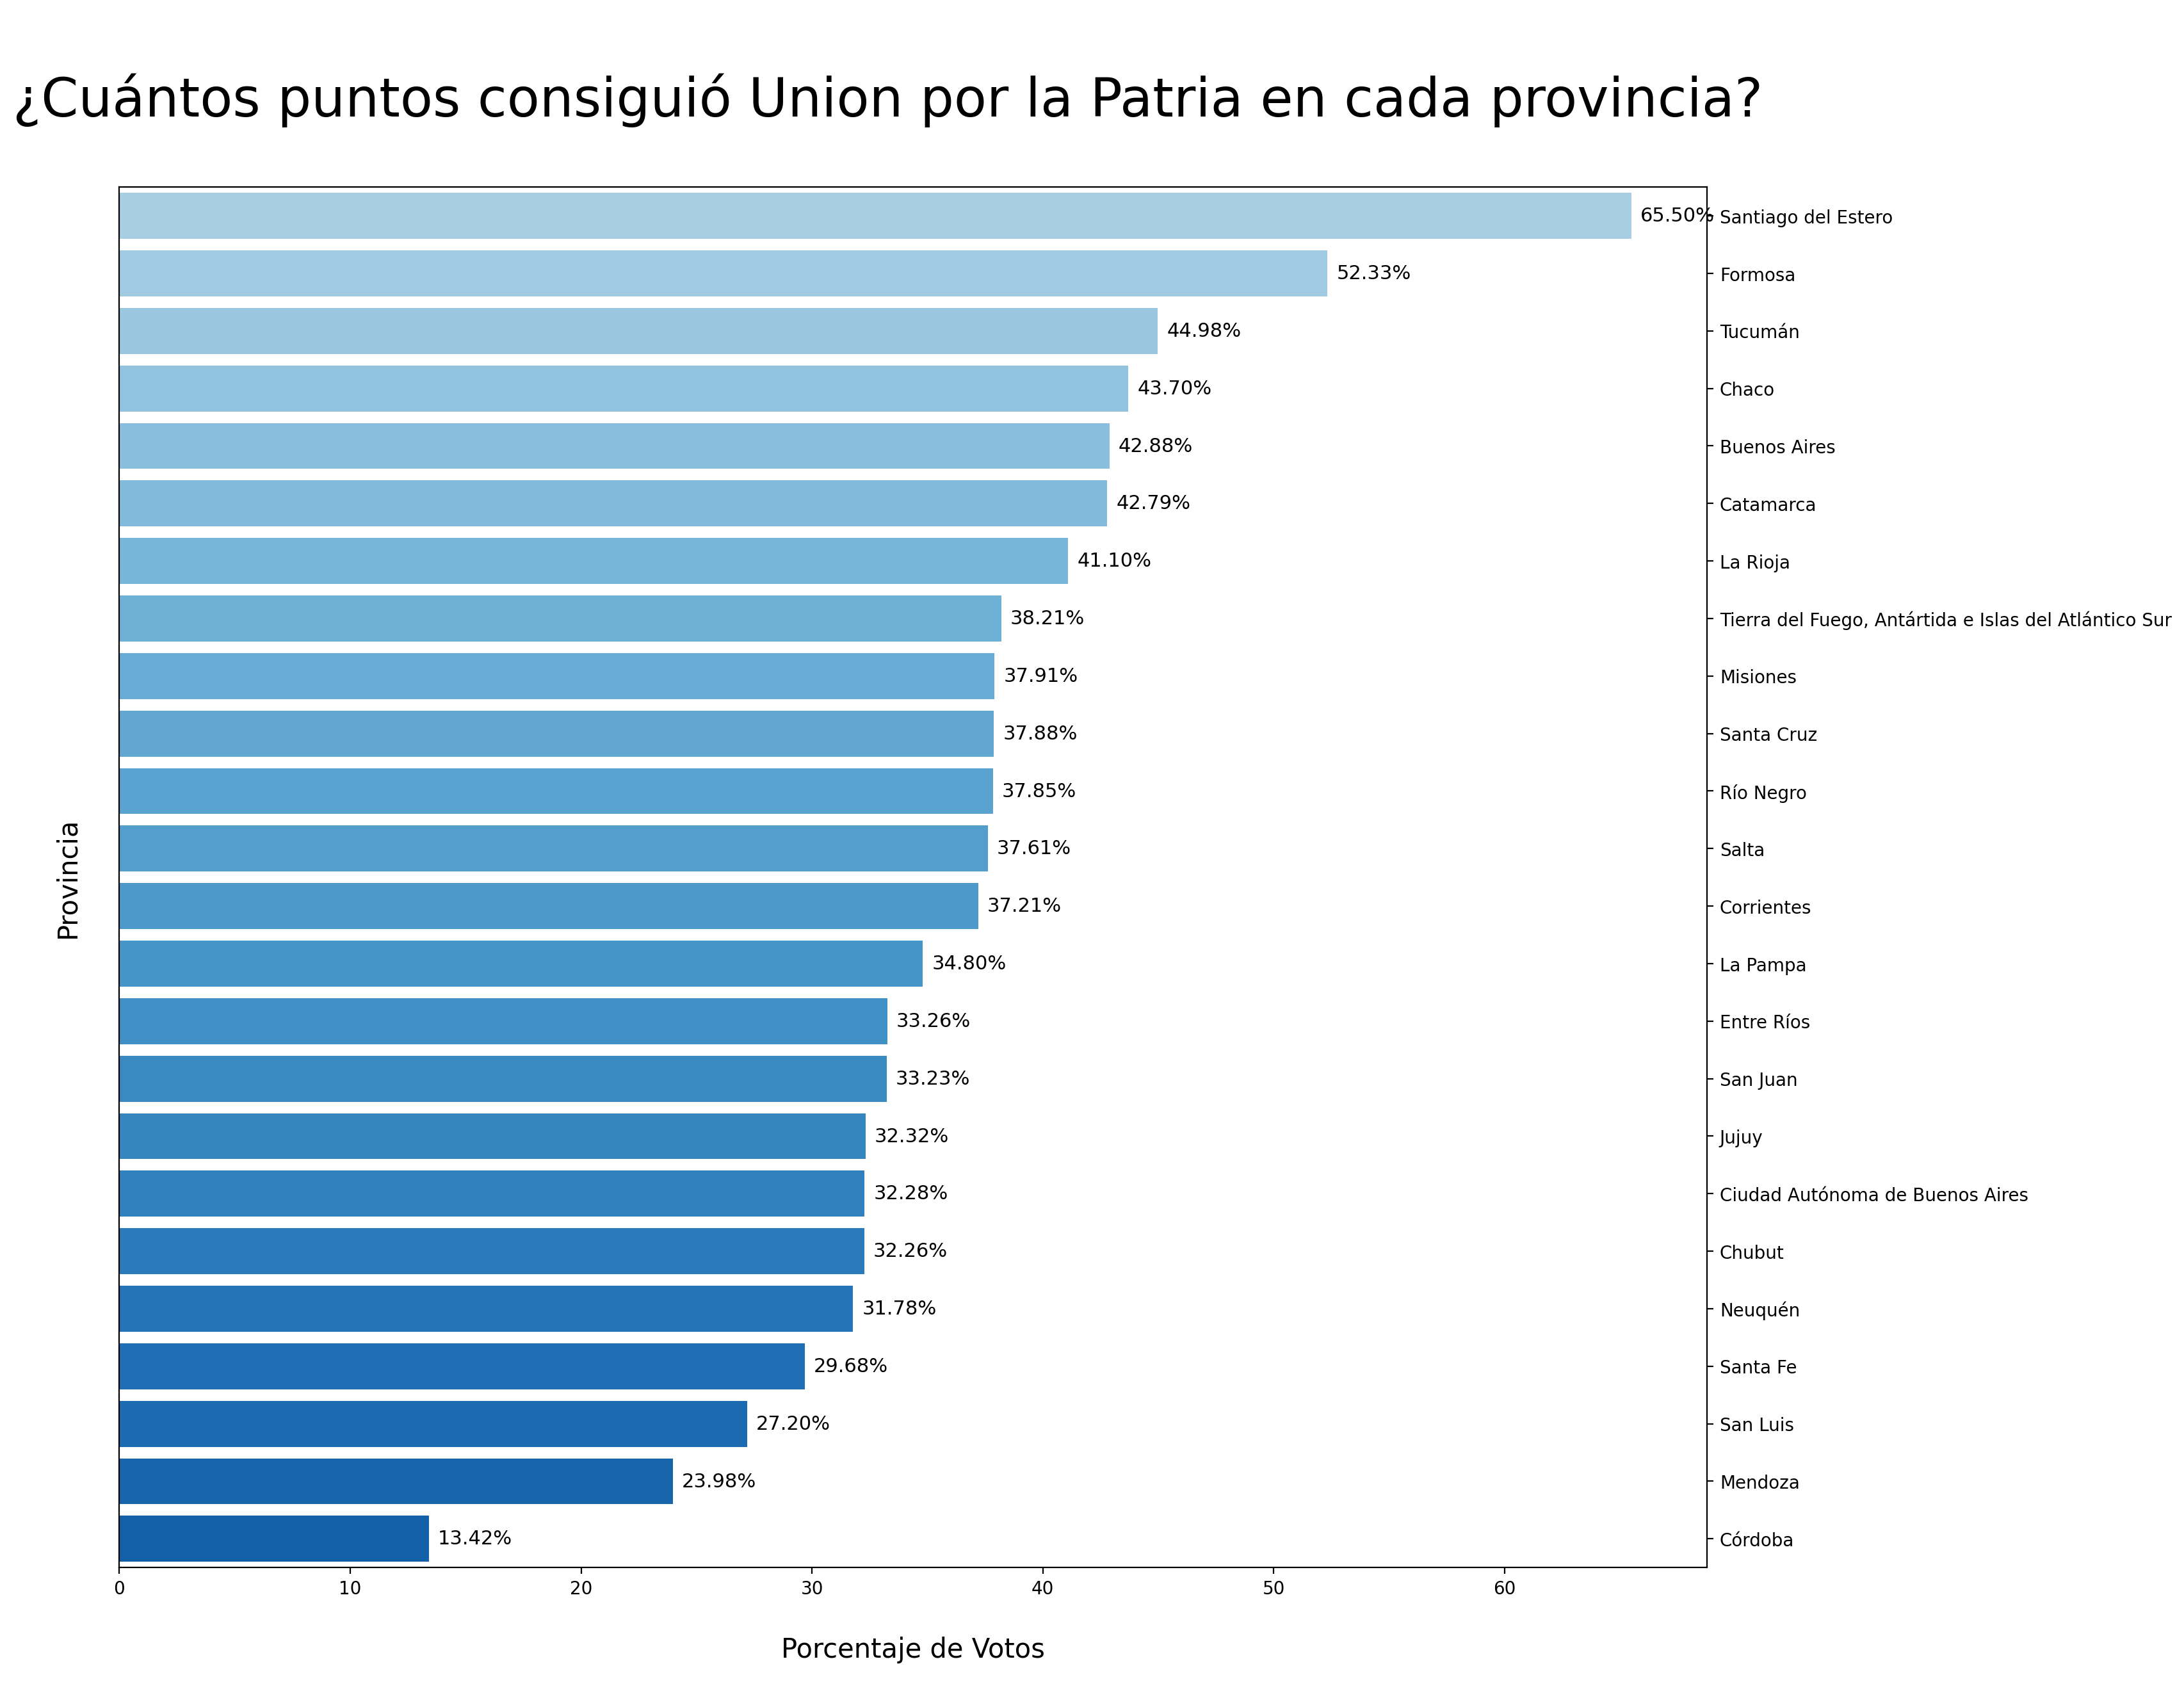 ¿Cuántos puntos consiguió Union por la Patria en cada provincia?
65.50% Santiago del Estero
52.33% Formosa
44.98% Tucumán
43.70% Chaco
42.88% Buenos Aires
42.79% Catamarca
41.10% La Rioja
38.21% Tierra del Fuego, Antártida e Islas del Atlántico Sur
37.91% Misiones
37.88% Santa Cruz
37.85% Río Negro
37.61% Salta
37.21% Corrientes
34.80% La Pampa
33.26% Entre Ríos
33.23% San Juan
32.32% Jujuy
32.28% Ciudad Autónoma de Buenos Aires
32.26% Chubut
31.78% Neuquén
29.68% Santa Fe
27.20% San Luis
23.98% Mendoza
13.42% Córdoba
Provincia
0 10 20 30 40 50 60
Porcentaje de Votos